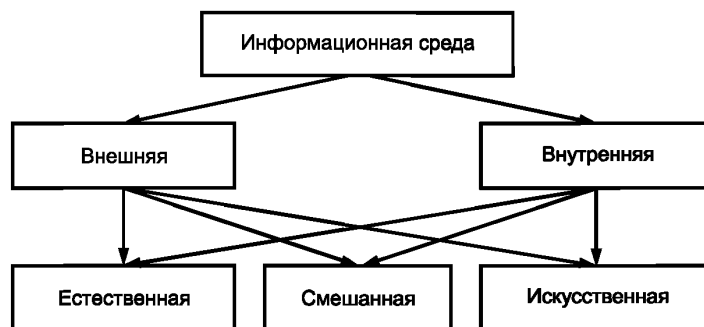 Информационная среда
Внешняя
Внутренняя
Естественная
Смешанная
Искусственная